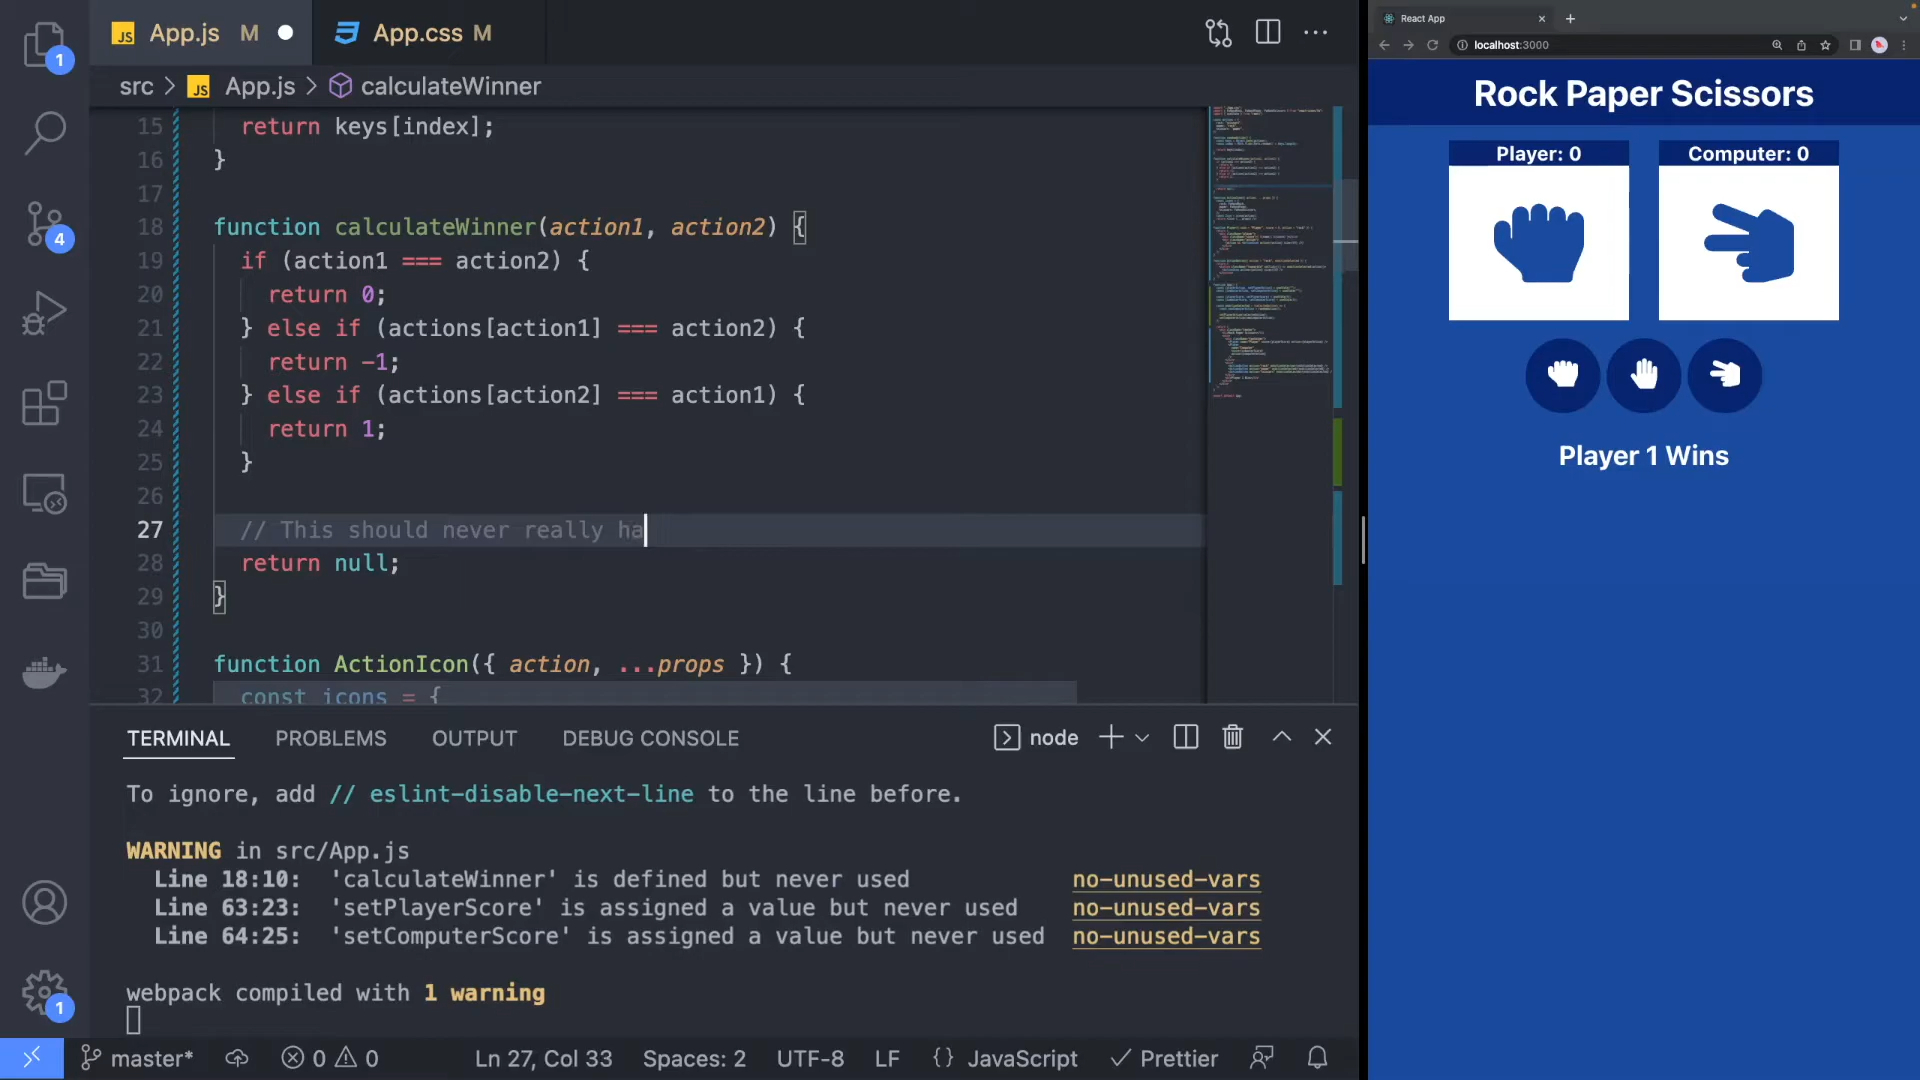 App.js M
App.css M
src > App.js > calculateWinner
15 return keys[index];
16 }
17
18 function calculateWinner(action1, action2) {
19 if (action1 === action2) {
20 return 0;
21 } else if (actions[action1] === action2) {
22 return -1;
23 } else if (actions[action2] === action1) {
24 return 1;
25 }
26
27 // This should never really ha
28 return null;
29 }
30
31 function ActionIcon({ action, ...props }) {
32 const icons = {
TERMINAL PROBLEMS OUTPUT DEBUG CONSOLE node
To ignore, add // eslint-disable-next-line to the line before.
WARNING in src/App.js
Line 18:10: 'calculateWinner' is defined but never used no-unused-vars
Line 63:23: 'setPlayerScore' is assigned a value but never used no-unused-vars
Line 64:25: 'setComputerScore' is assigned a value but never used no-unused-vars
webpack compiled with 1 warning
master* 0 0 Ln 27, Col 33 Spaces: 2 UTF-8 LF {} JavaScript Prettier
1
4
1
React App
localhost:3000
Rock Paper Scissors
Player: 0
Computer: 0
Player 1 Wins